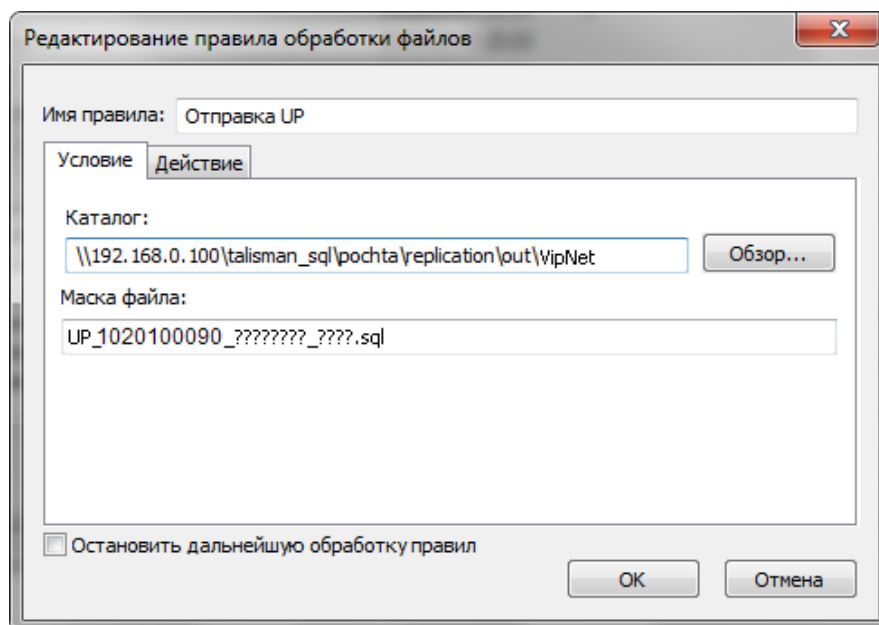 Редактирование правила обработки файлов
Имя правила: Отправка UP
Условие Действие
Каталог:
\\192.168.0.100\talisman_sql\pochta\replication\out\VipNet Обзор...
Маска файла:
UP_1020100090_????????_????.sql
Остановить дальнейшую обработку правил
ОК Отмена